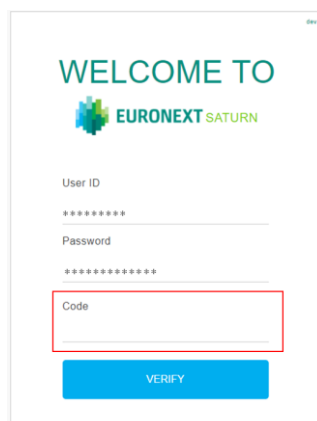 dev
WELCOME TO
EURONEXT SATURN
User ID
*********
Password
*************
Code
VERIFY